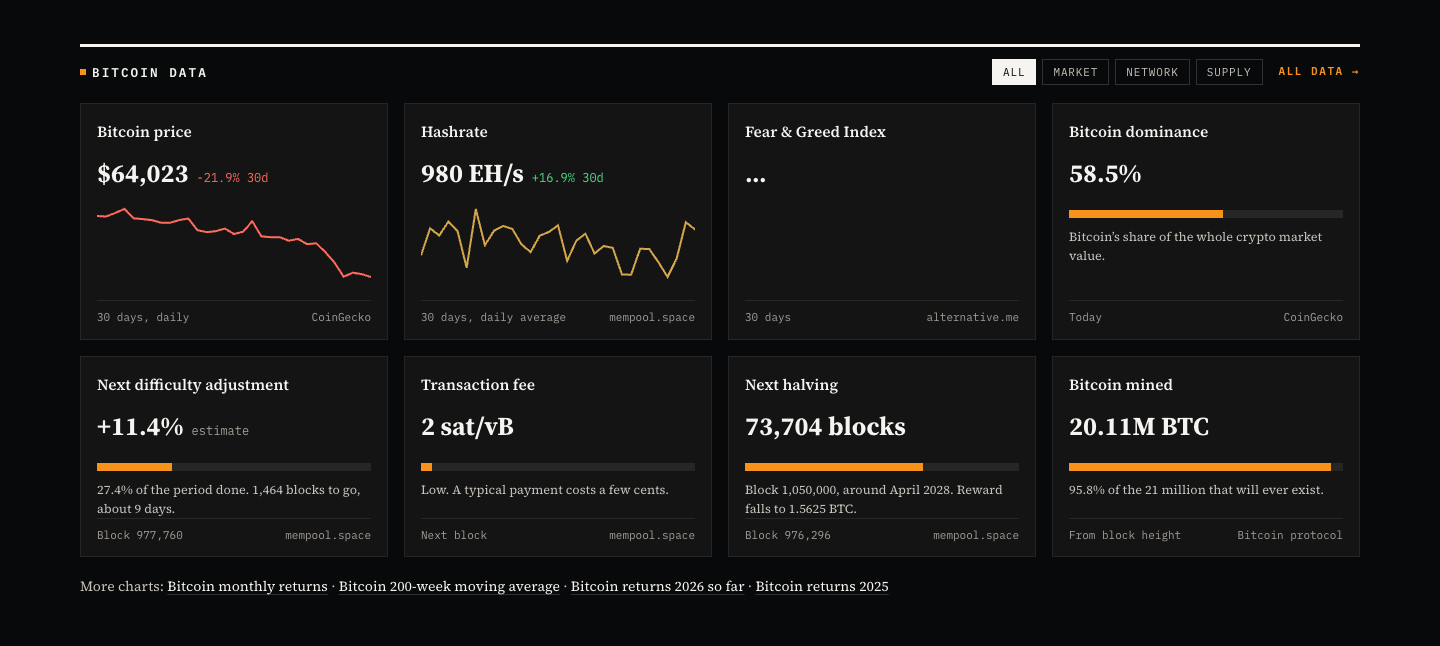 BITCOIN DATA
ALL MARKET NETWORK SUPPLY ALL DATA →
Bitcoin price
$64,023 -21.9% 30d
30 days, daily CoinGecko
Hashrate
980 EH/s +16.9% 30d
30 days, daily average mempool.space
Fear & Greed Index
...
30 days alternative.me
Bitcoin dominance
58.5%
Bitcoin’s share of the whole crypto market
value.
Today CoinGecko
Next difficulty adjustment
+11.4% estimate
27.4% of the period done. 1,464 blocks to go,
about 9 days.
Block 977,760 mempool.space
Transaction fee
2 sat/vB
Low. A typical payment costs a few cents.
Next block mempool.space
Next halving
73,704 blocks
Block 1,050,000, around April 2028. Reward
falls to 1.5625 BTC.
Block 976,296 mempool.space
Bitcoin mined
20.11M BTC
95.8% of the 21 million that will ever exist.
From block height Bitcoin protocol
More charts: Bitcoin monthly returns · Bitcoin 200-week moving average · Bitcoin returns 2026 so far · Bitcoin returns 2025